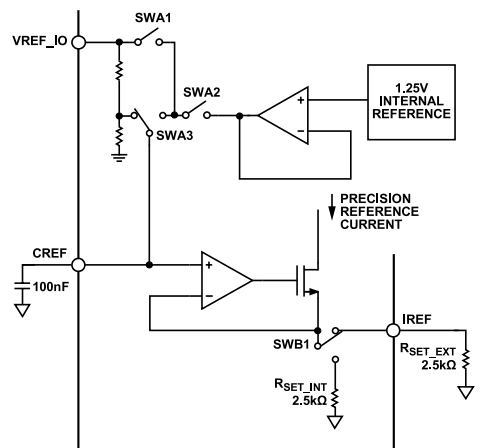 SWA1
VREF_IO
SWA2
1.25V
INTERNAL
REFERENCE
+
−
SWA3
PRECISION
REFERENCE
CURRENT
CREF
+
−
100nF
IREF
SWB1
RSET_EXT
2.5kΩ
RSET_INT
2.5kΩ